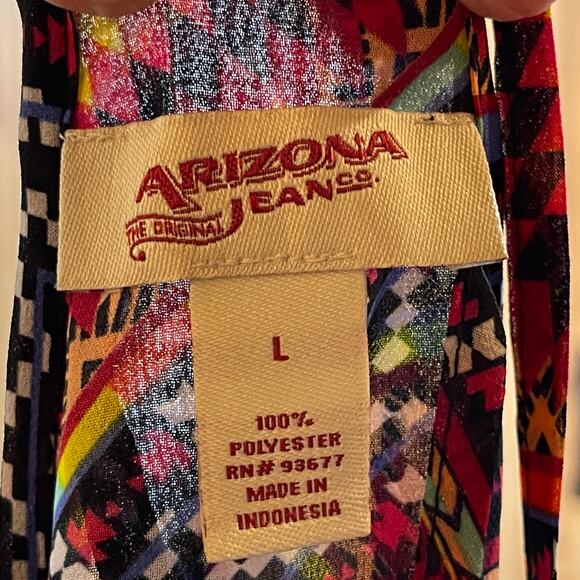 ARIZONA
THE ORIGINAL JEAN CO.
L
100%
POLYESTER
RN# 93677
MADE IN
INDONESIA